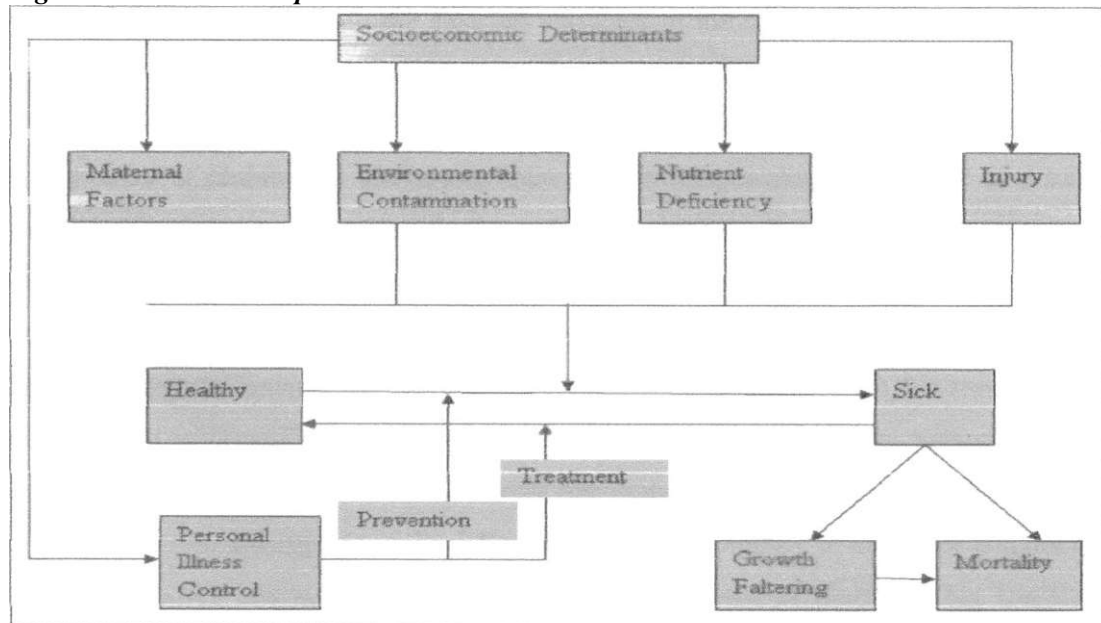 Socioeconomic Determinants
Maternal
Factors
Environmental
Contamination
Nutrient
Deficiency
Injury
Healthy
Sick
Treatment
Prevention
Personal
Illness
Control
Growth
Faltering
Mortality